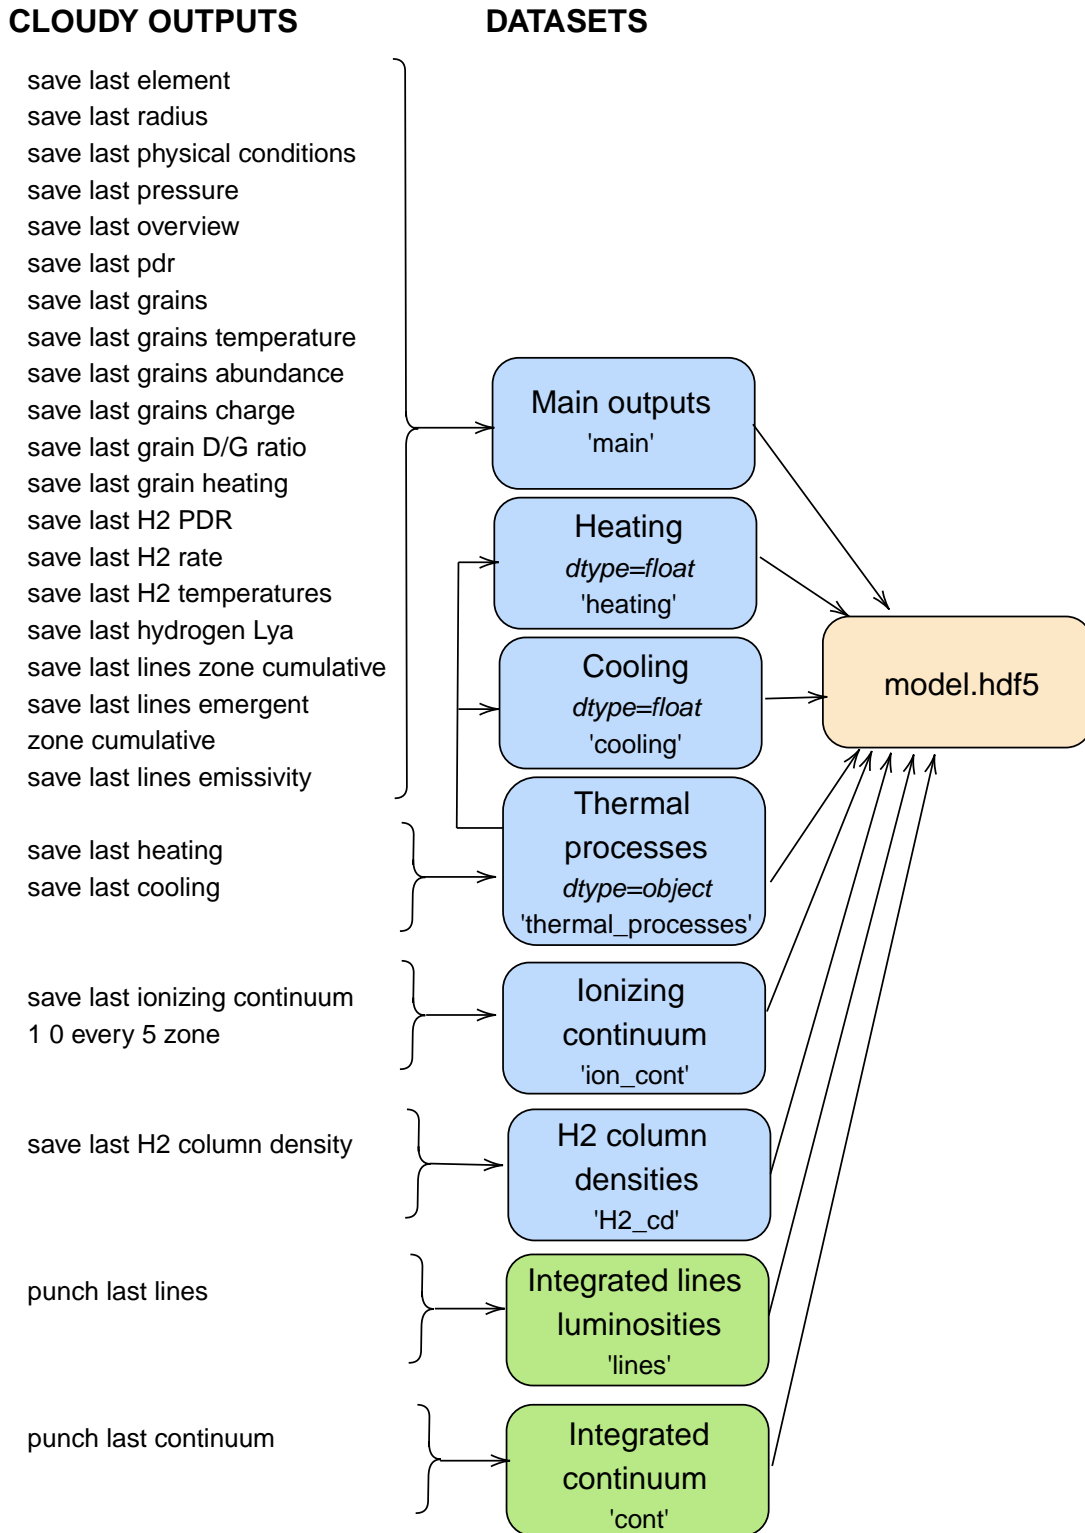 CLOUDY OUTPUTS
DATASETS
save last element
save last radius
save last physical conditions
save last pressure
save last overview
save last pdr
save last grains
save last grains temperature
save last grains abundance
save last grains charge
save last grain D/G ratio
save last grain heating
save last H2 PDR
save last H2 rate
save last H2 temperatures
save last hydrogen Lya
save last lines zone cumulative
save last lines emergent
zone cumulative
save last lines emissivity
save last heating
save last cooling
save last ionizing continuum
1 0 every 5 zone
save last H2 column density
punch last lines
punch last continuum
Main outputs
'main'
Heating
dtype=float
'heating'
Cooling
dtype=float
'cooling'
Thermal
processes
dtype=object
'thermal_processes'
Ionizing
continuum
'ion_cont'
H2 column
densities
'H2_cd'
Integrated lines
luminosities
'lines'
Integrated
continuum
'cont'
model.hdf5